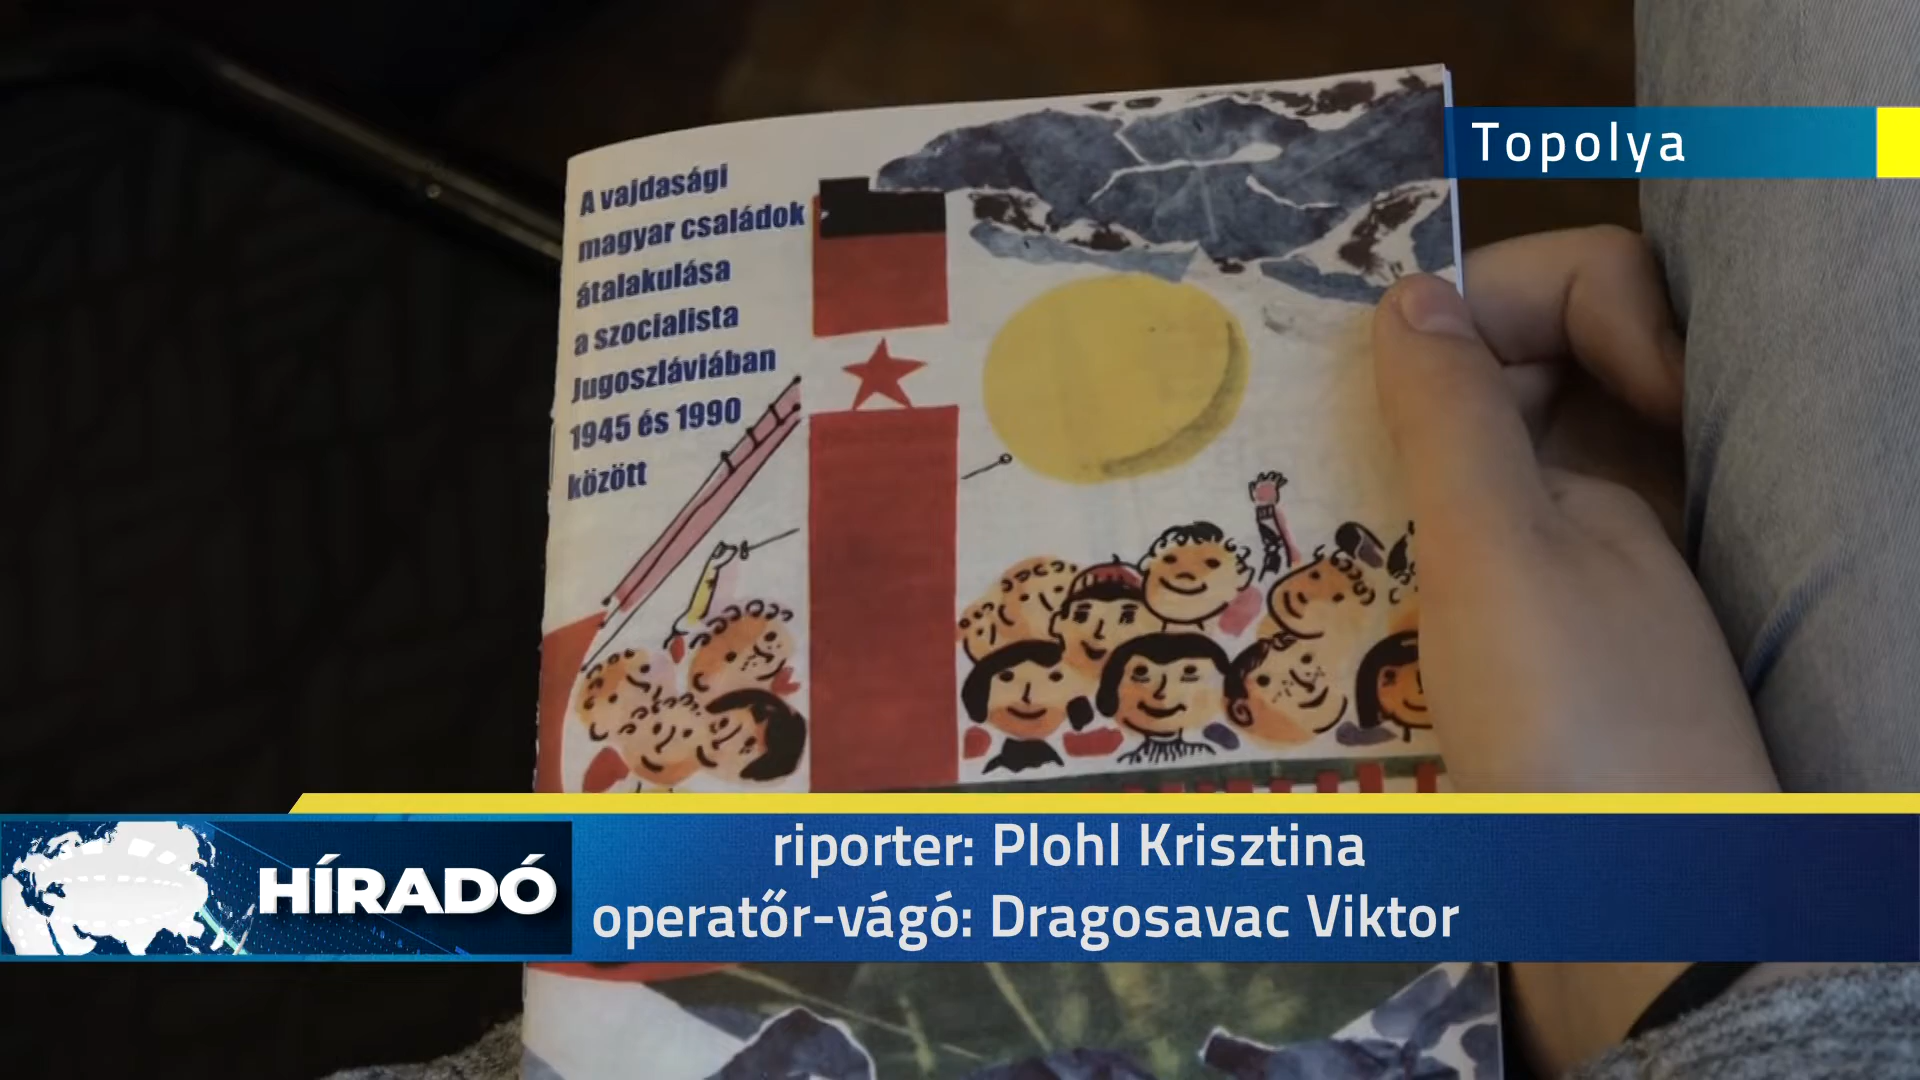 A vajdasági
magyar családok
átalakulása
a szocialista
Jugoszláviában
1945 és 1990
között
Topolya
HÍRADÓ
riporter: Plohl Krisztina
operatőr-vágó: Dragosavac Viktor